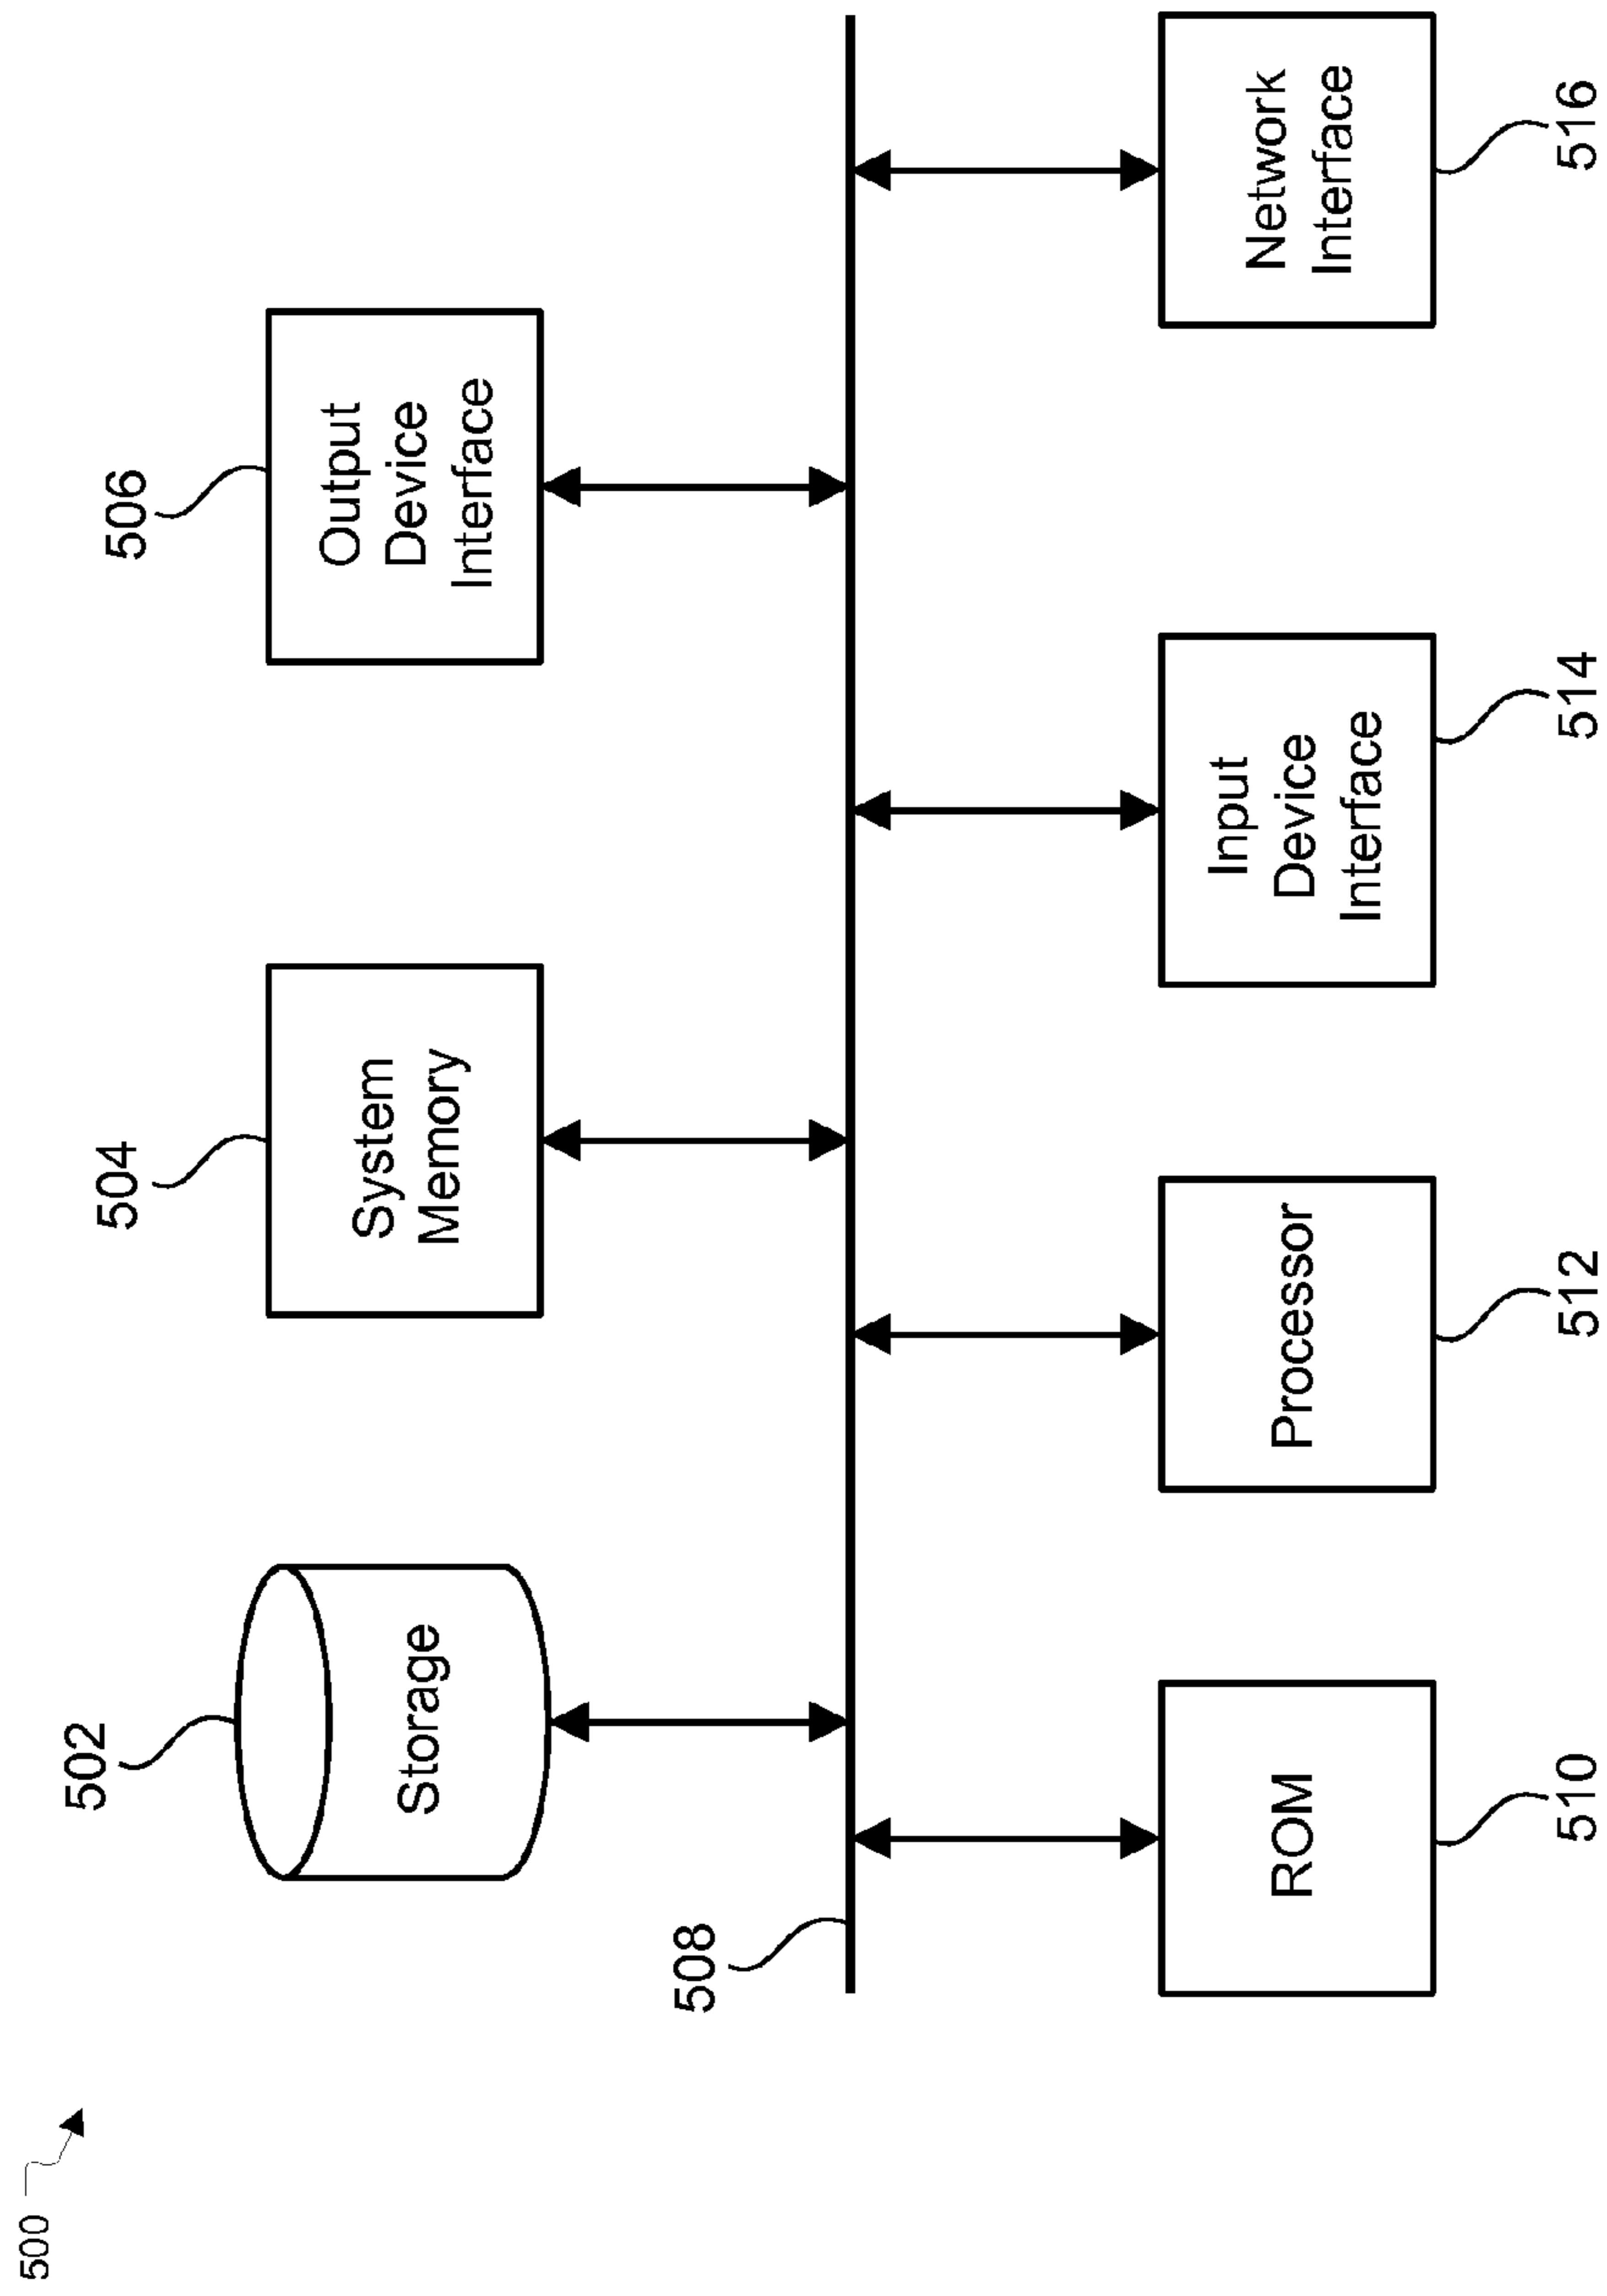 500
502
Storage
504
System
Memory
506
Output
Device
Interface
508
ROM
510
Processor
512
Input
Device
Interface
514
Network
Interface
516